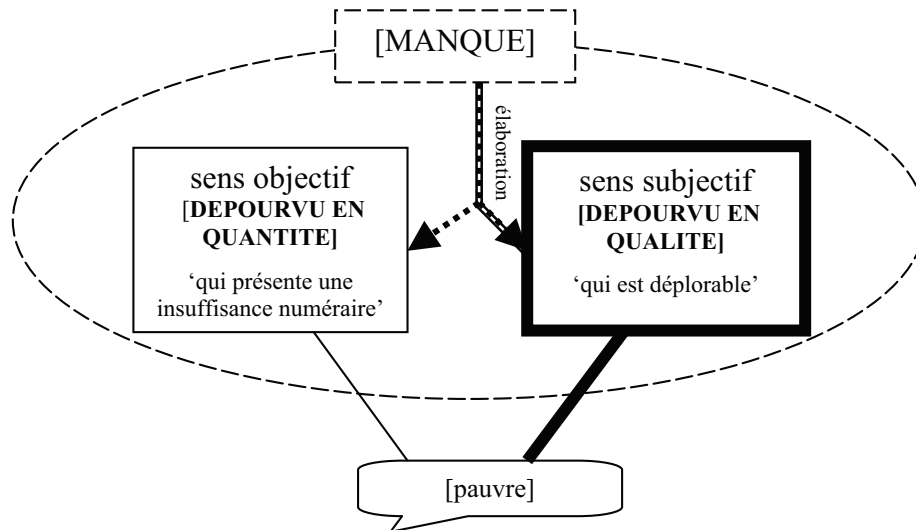 [MANQUE]
élaboration
sens objectif
[DEPOURVU EN
QUANTITE]
‘qui présente une
insuffisance numéraire’
sens subjectif
[DEPOURVU EN
QUALITE]
‘qui est déplorable’
[pauvre]